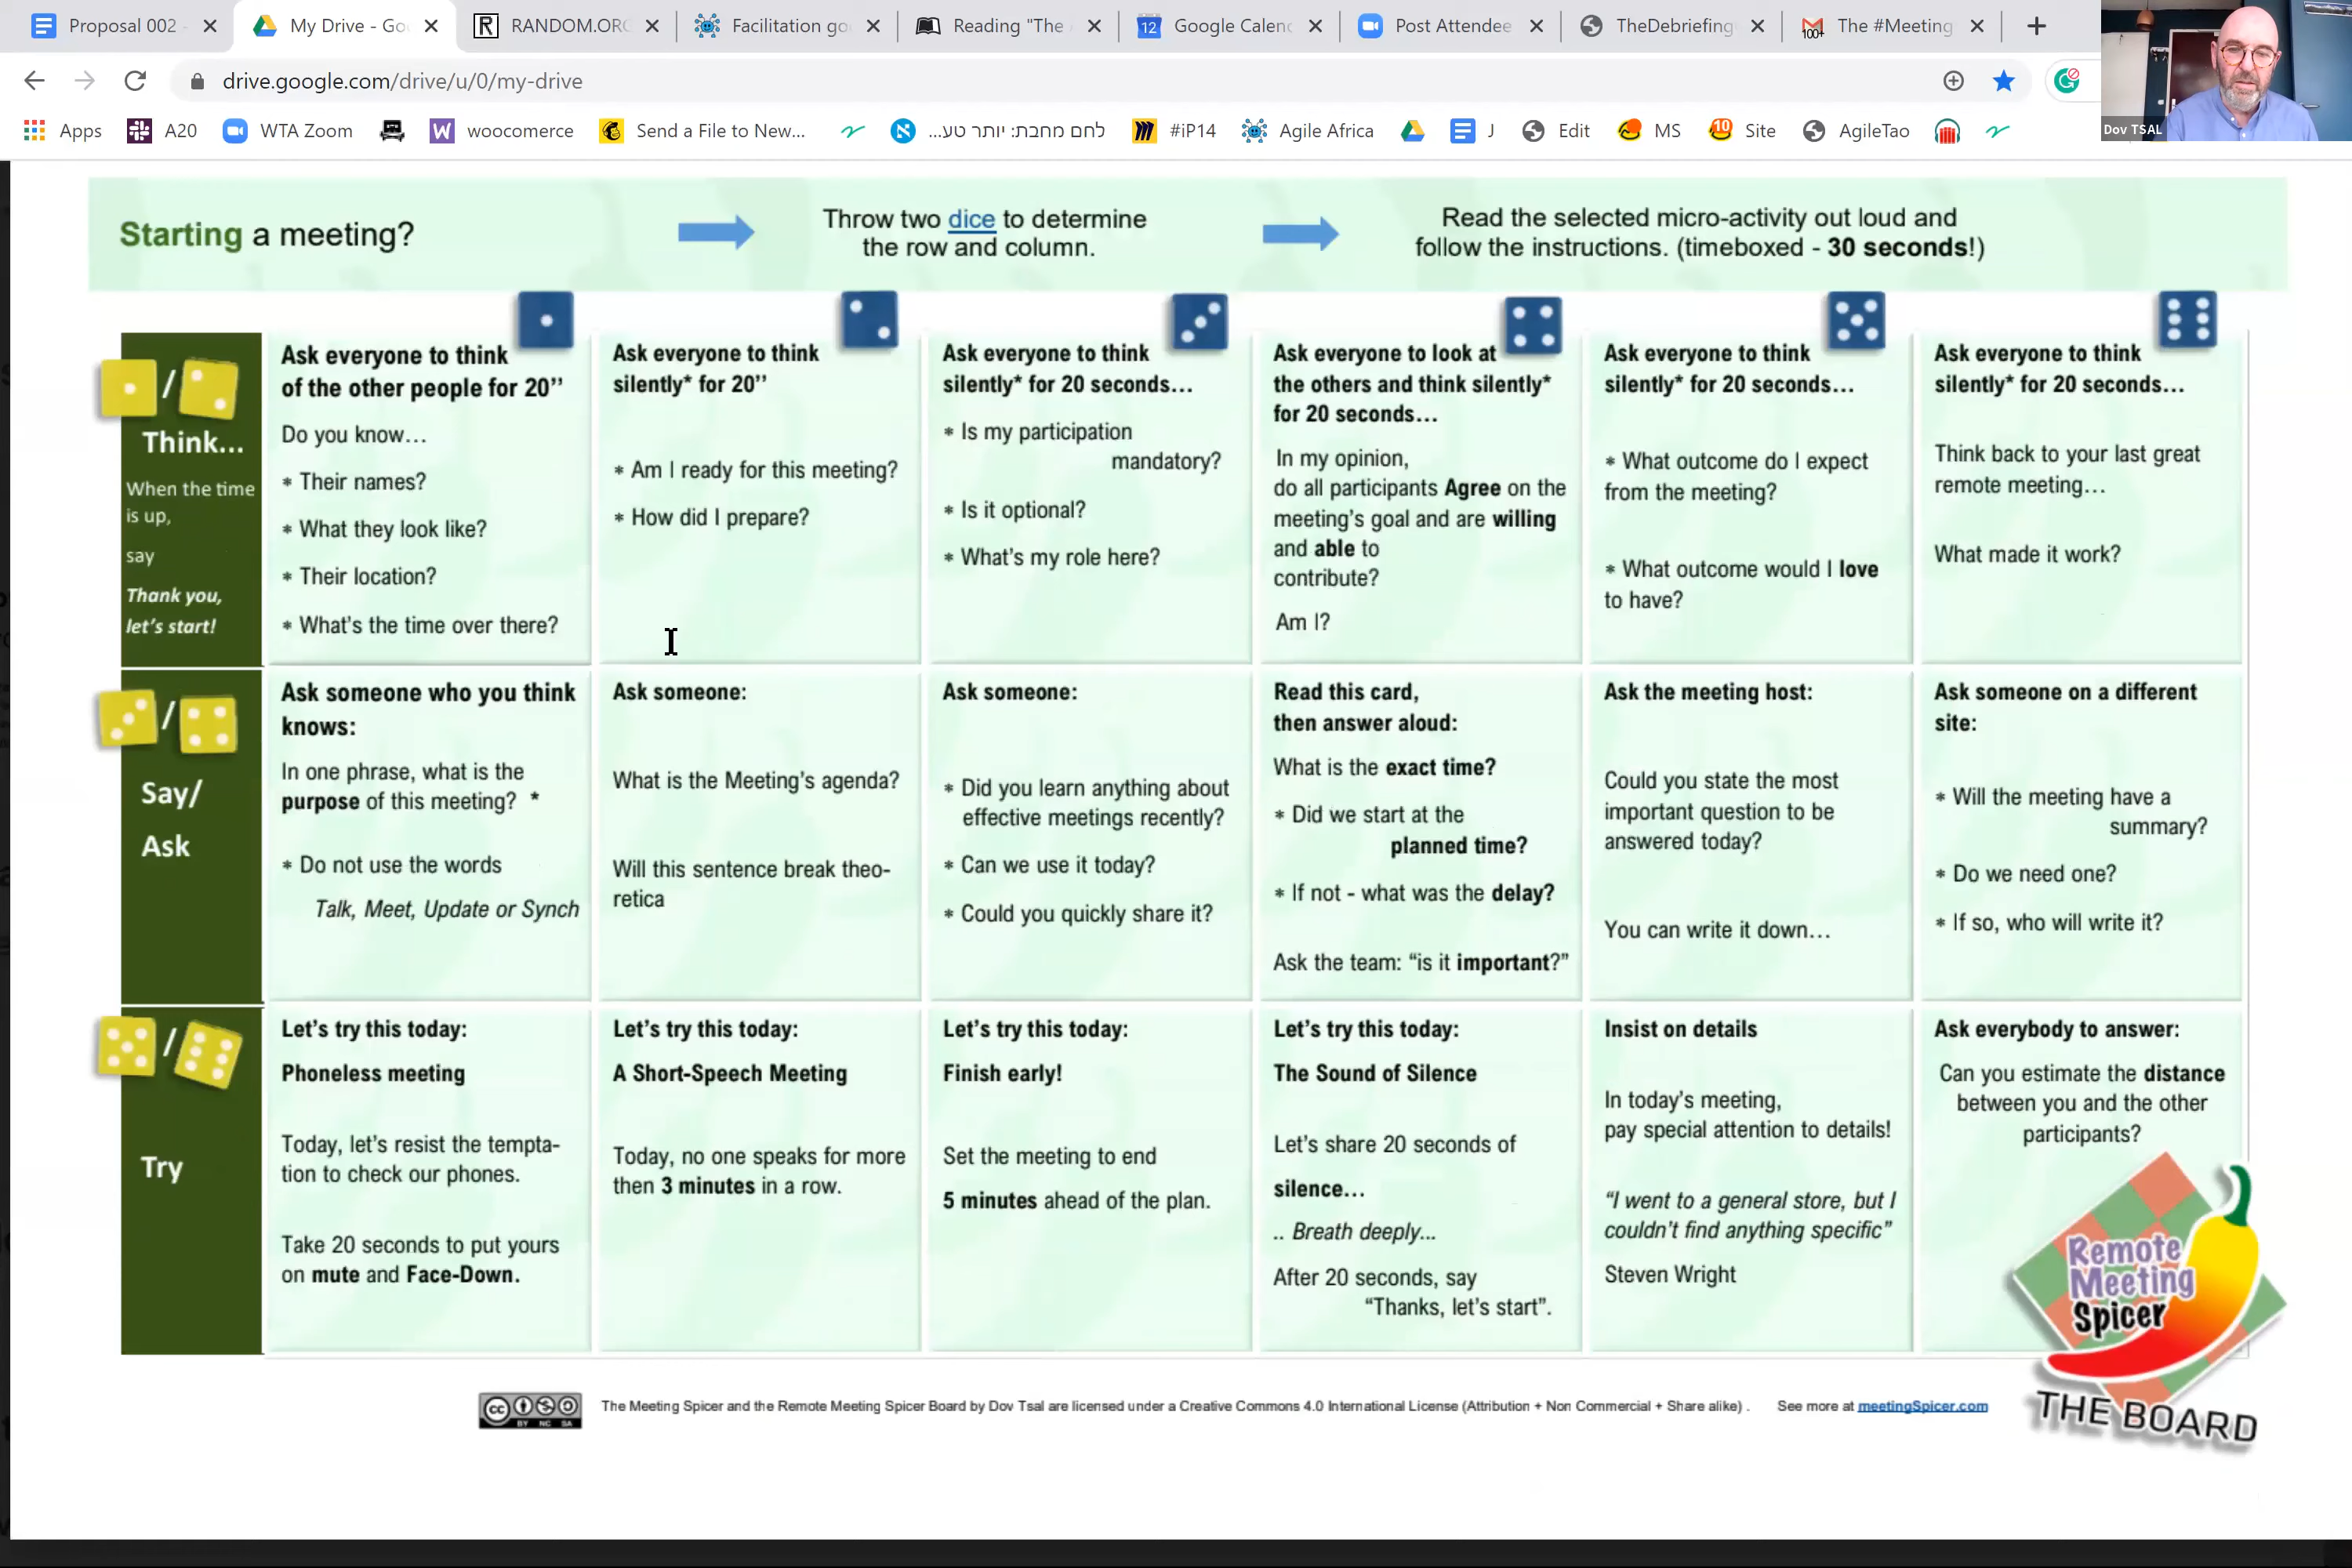 Proposal 002 -
My Drive - Go
RANDOM.ORG
Facilitation go
Reading "The
12
Google Calen
Post Attendee
TheDebriefing
100+
The #Meeting
drive.google.com/drive/u/0/my-drive
Apps
A20
WTA Zoom
woocomerce
Send a File to New...
לחם מחבת: יותר טע...
#iP14
Agile Africa
J
Edit
MS
10
Site
AgileTao
Dov TSAL
Starting a meeting?
Throw two dice to determine
the row and column.
Read the selected micro-activity out loud and
follow the instructions. (timeboxed - 30 seconds!)
Think...
When the time
is up,
say
Thank you,
let's start!
Ask everyone to think
of the other people for 20’’
Do you know…
* Their names?
* What they look like?
* Their location?
* What's the time over there?
Ask everyone to think
silently* for 20’’
* Am I ready for this meeting?
* How did I prepare?
Ask everyone to think
silently* for 20 seconds…
* Is my participation
mandatory?
* Is it optional?
* What's my role here?
Ask everyone to look at
the others and think silently*
for 20 seconds…
In my opinion,
do all participants Agree on the
meeting's goal and are willing
and able to
contribute?
Am I?
Ask everyone to think
silently* for 20 seconds…
* What outcome do I expect
from the meeting?
* What outcome would I love
to have?
Ask everyone to think
silently* for 20 seconds…
Think back to your last great
remote meeting…
What made it work?
Say/
Ask
Ask someone who you think
knows:
In one phrase, what is the
purpose of this meeting? *
* Do not use the words
Talk, Meet, Update or Synch
Ask someone:
What is the Meeting's agenda?
Will this sentence break theo-
retica
Ask someone:
* Did you learn anything about
effective meetings recently?
* Can we use it today?
* Could you quickly share it?
Read this card,
then answer aloud:
What is the exact time?
* Did we start at the
planned time?
* If not - what was the delay?
Ask the team: “is it important?”
Ask the meeting host:
Could you state the most
important question to be
answered today?
You can write it down…
Ask someone on a different
site:
* Will the meeting have a
summary?
* Do we need one?
* If so, who will write it?
Try
Let's try this today:
Phoneless meeting
Today, let's resist the tempta-
tion to check our phones.
Take 20 seconds to put yours
on mute and Face-Down.
Let's try this today:
A Short-Speech Meeting
Today, no one speaks for more
then 3 minutes in a row.
Let's try this today:
Finish early!
Set the meeting to end
5 minutes ahead of the plan.
Let's try this today:
The Sound of Silence
Let's share 20 seconds of
silence…
.. Breath deeply...
After 20 seconds, say
“Thanks, let's start”.
Insist on details
In today's meeting,
pay special attention to details!
“I went to a general store, but I
couldn't find anything specific”
Steven Wright
Ask everybody to answer:
Can you estimate the distance
between you and the other
participants?
Remote
Meeting
Spicer
THE BOARD
cc
BY NC SA
The Meeting Spicer and the Remote Meeting Spicer Board by Dov Tsal are licensed under a Creative Commons 4.0 International License (Attribution + Non Commercial + Share alike) .
See more at meetingSpicer.com